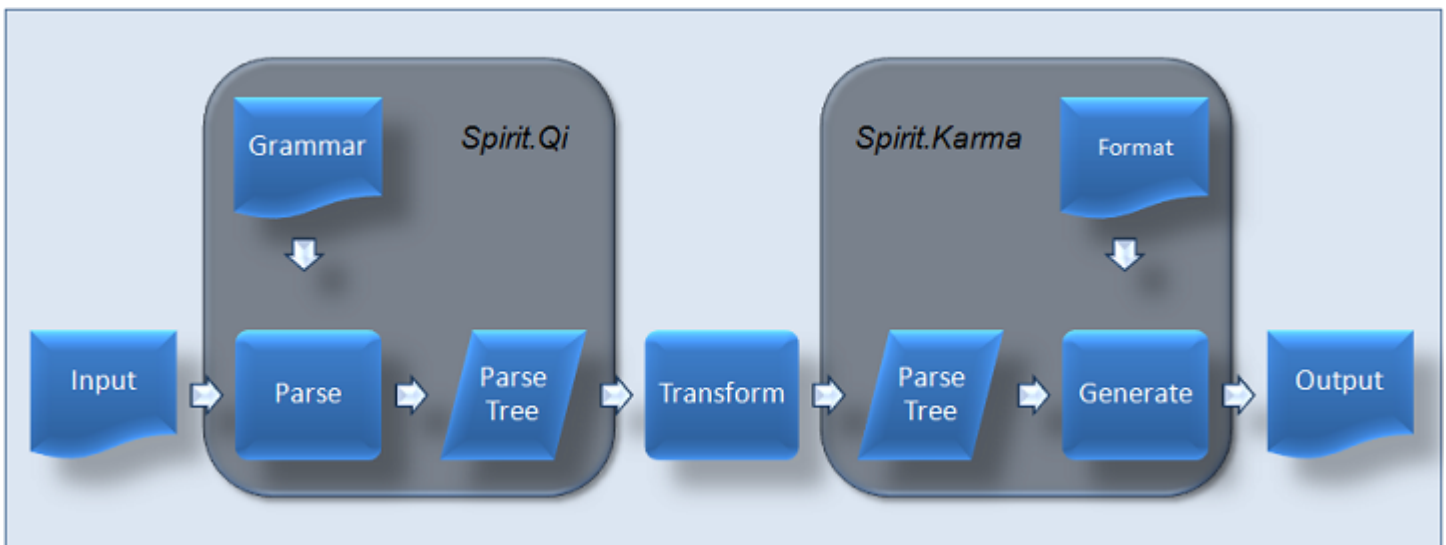 Grammar
Spirit.Qi
Spirit.Karma
Format
Input
Parse
Parse
Tree
Transform
Parse
Tree
Generate
Output